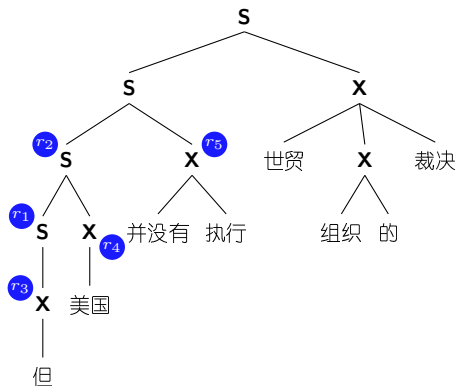 S
S X
r2 S X r5 世贸 X 裁决
r1 S X r4 并没有 执行 组织 的
r3 X 美国
但